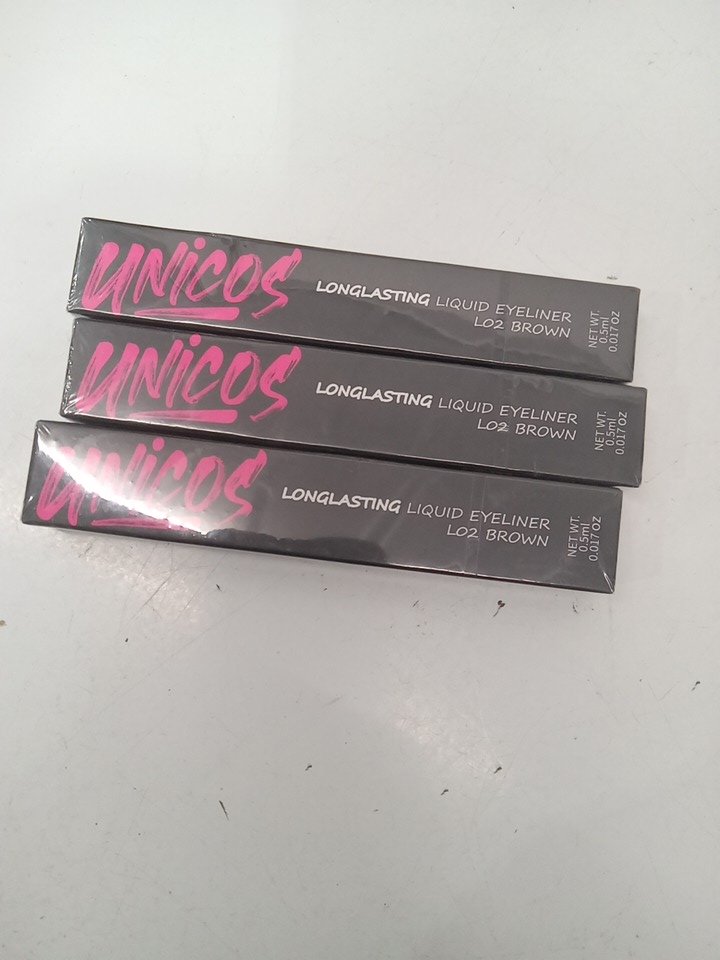 UNICOS
LONGLASTING LIQUID EYELINER
L02 BROWN
NET WT.
0.5ml
0.017 OZ
UNICOS
LONGLASTING LIQUID EYELINER
L02 BROWN
NET WT.
0.5ml
0.017 OZ
UNICOS
LONGLASTING LIQUID EYELINER
L02 BROWN
NET WT.
0.5ml
0.017 OZ